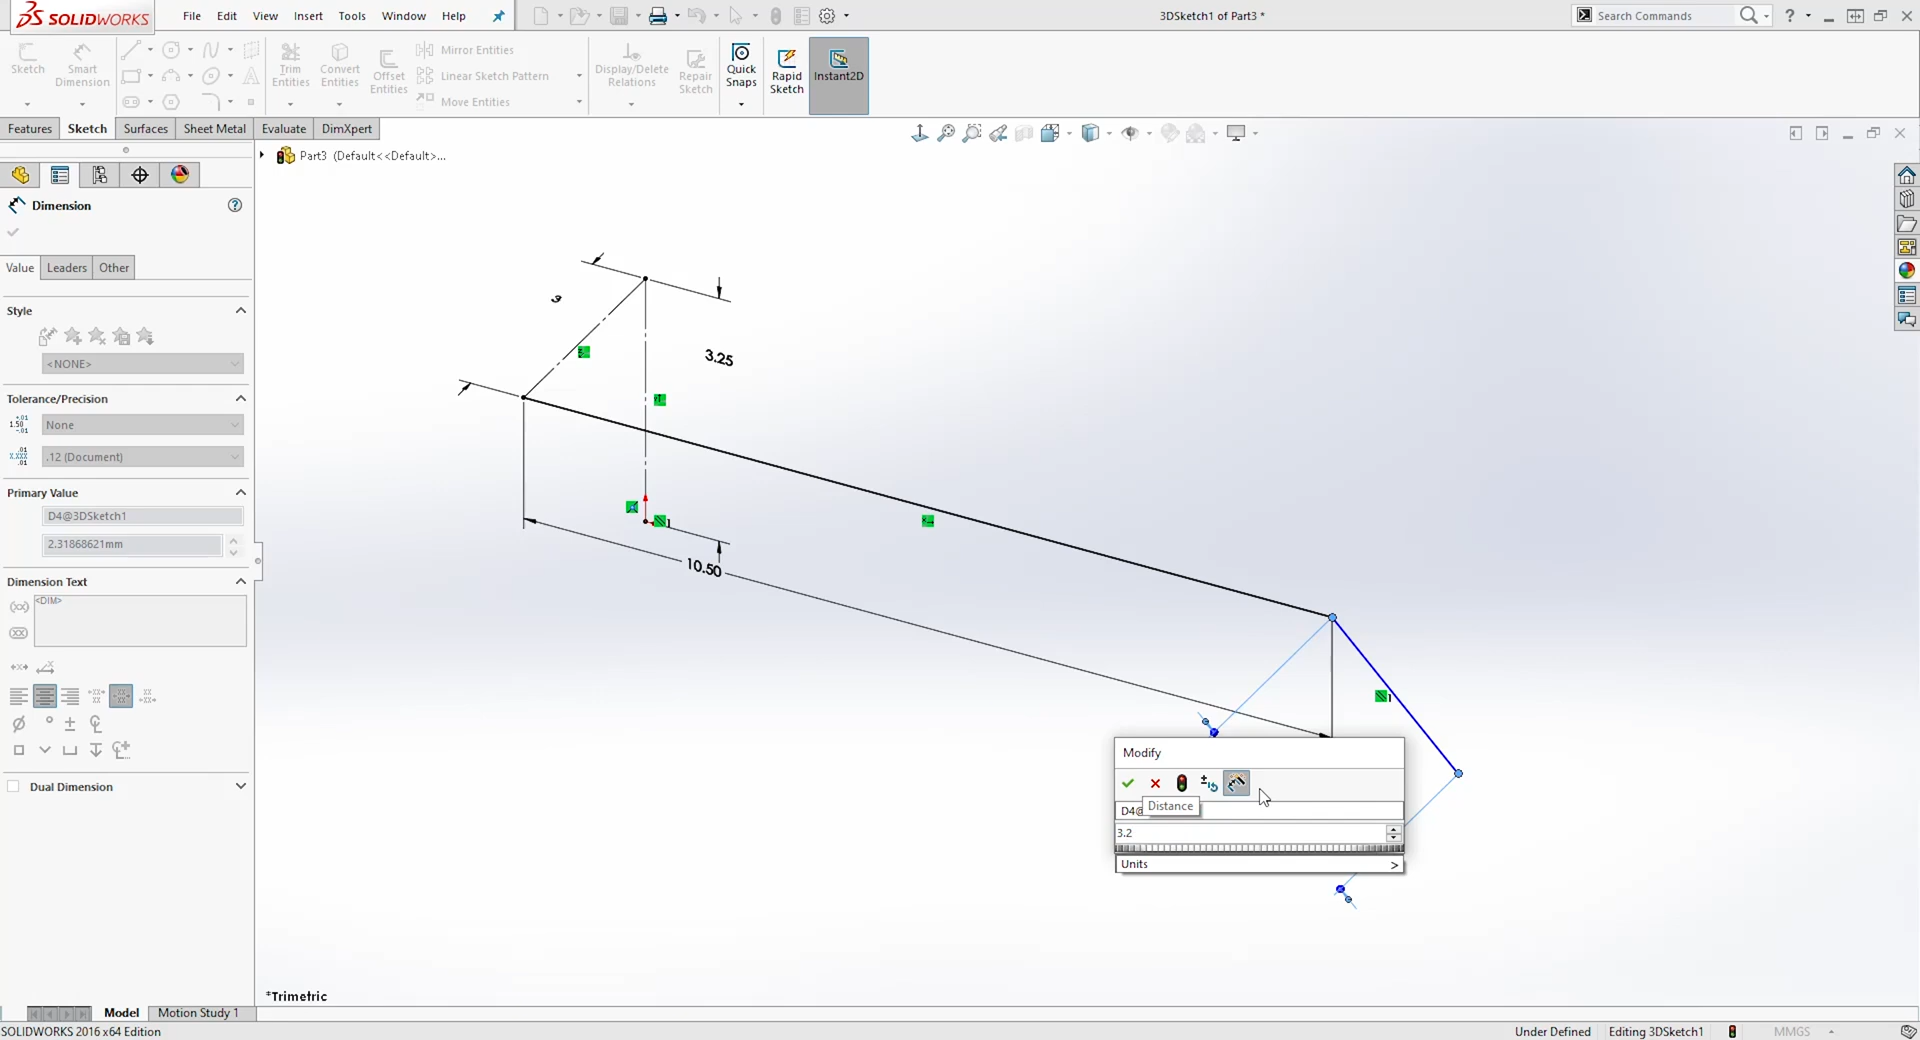 SOLIDWORKS
File Edit View Insert Tools Window Help
3DSketch1 of Part3 *
Search Commands
Sketch
Smart Dimension
Trim Entities
Convert Entities
Offset Entities
Mirror Entities
Linear Sketch Pattern
Move Entities
Display/Delete Relations
Repair Sketch
Quick Snaps
Rapid Sketch
Instant2D
Features Sketch Surfaces Sheet Metal Evaluate DimXpert
Part3 (Default<<Default>...
Dimension
Value Leaders Other
Style
<NONE>
Tolerance/Precision
None
.12 (Document)
Primary Value
D4@3DSketch1
2.31868621mm
Dimension Text
<DIM>
Dual Dimension
3
3.25
10.50
1
1
Modify
D4@
Distance
3.2
Units >
*Trimetric
Model Motion Study 1
SOLIDWORKS 2016 x64 Edition
Under Defined Editing 3DSketch1 MMGS